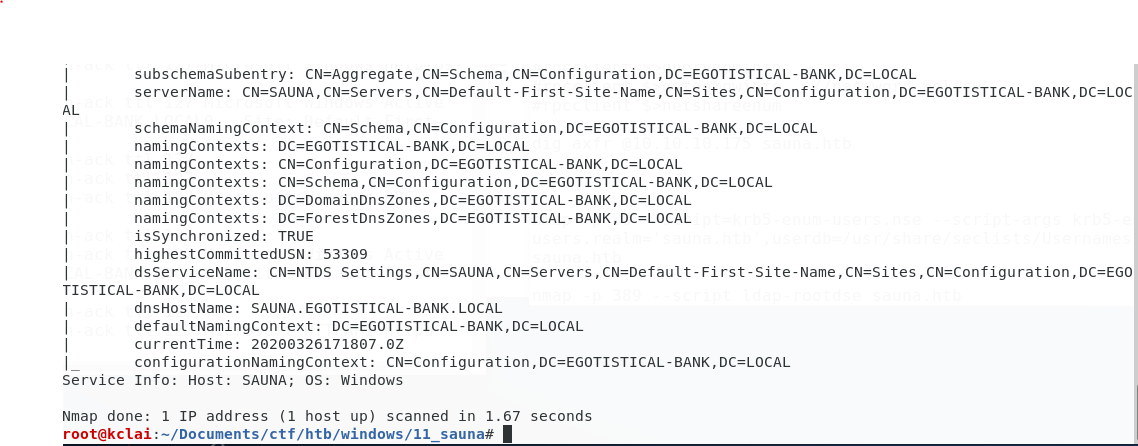 |       subschemaSubentry: CN=Aggregate,CN=Schema,CN=Configuration,DC=EGOTISTICAL-BANK,DC=LOCAL
|       serverName: CN=SAUNA,CN=Servers,CN=Default-First-Site-Name,CN=Sites,CN=Configuration,DC=EGOTISTICAL-BANK,DC=LOC
AL
|       schemaNamingContext: CN=Schema,CN=Configuration,DC=EGOTISTICAL-BANK,DC=LOCAL
|       namingContexts: DC=EGOTISTICAL-BANK,DC=LOCAL
|       namingContexts: CN=Configuration,DC=EGOTISTICAL-BANK,DC=LOCAL
|       namingContexts: CN=Schema,CN=Configuration,DC=EGOTISTICAL-BANK,DC=LOCAL
|       namingContexts: DC=DomainDnsZones,DC=EGOTISTICAL-BANK,DC=LOCAL
|       namingContexts: DC=ForestDnsZones,DC=EGOTISTICAL-BANK,DC=LOCAL
|       isSynchronized: TRUE
|       highestCommittedUSN: 53309
|       dsServiceName: CN=NTDS Settings,CN=SAUNA,CN=Servers,CN=Default-First-Site-Name,CN=Sites,CN=Configuration,DC=EGO
TISTICAL-BANK,DC=LOCAL
|       dnsHostName: SAUNA.EGOTISTICAL-BANK.LOCAL
|       defaultNamingContext: DC=EGOTISTICAL-BANK,DC=LOCAL
|       currentTime: 20200326171807.0Z
|_      configurationNamingContext: CN=Configuration,DC=EGOTISTICAL-BANK,DC=LOCAL
Service Info: Host: SAUNA; OS: Windows

Nmap done: 1 IP address (1 host up) scanned in 1.67 seconds
root@kclai:~/Documents/ctf/htb/windows/11_sauna#